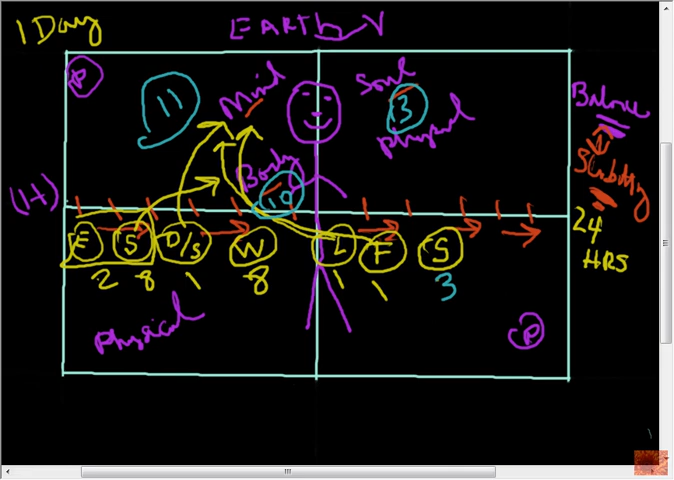 1 Day
EARTH V
P
11
Mind
Soul
3
physical
Balance
Stability
Body
10
(H)
E S D/S W L F S
24
HRS
2 8 1 8 1 1 3
physical
P